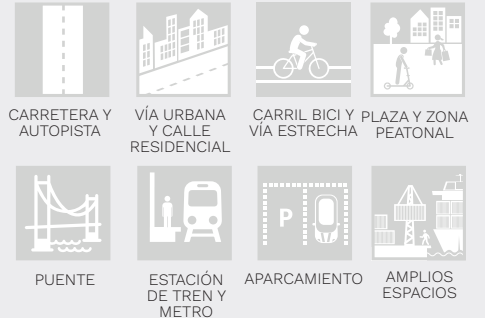 CARRETERA Y
AUTOPISTA
VÍA URBANA
Y CALLE
RESIDENCIAL
CARRIL BICI Y
VÍA ESTRECHA
PLAZA Y ZONA
PEATONAL
P
PUENTE
ESTACIÓN
DE TREN Y
METRO
APARCAMIENTO
AMPLIOS
ESPACIOS